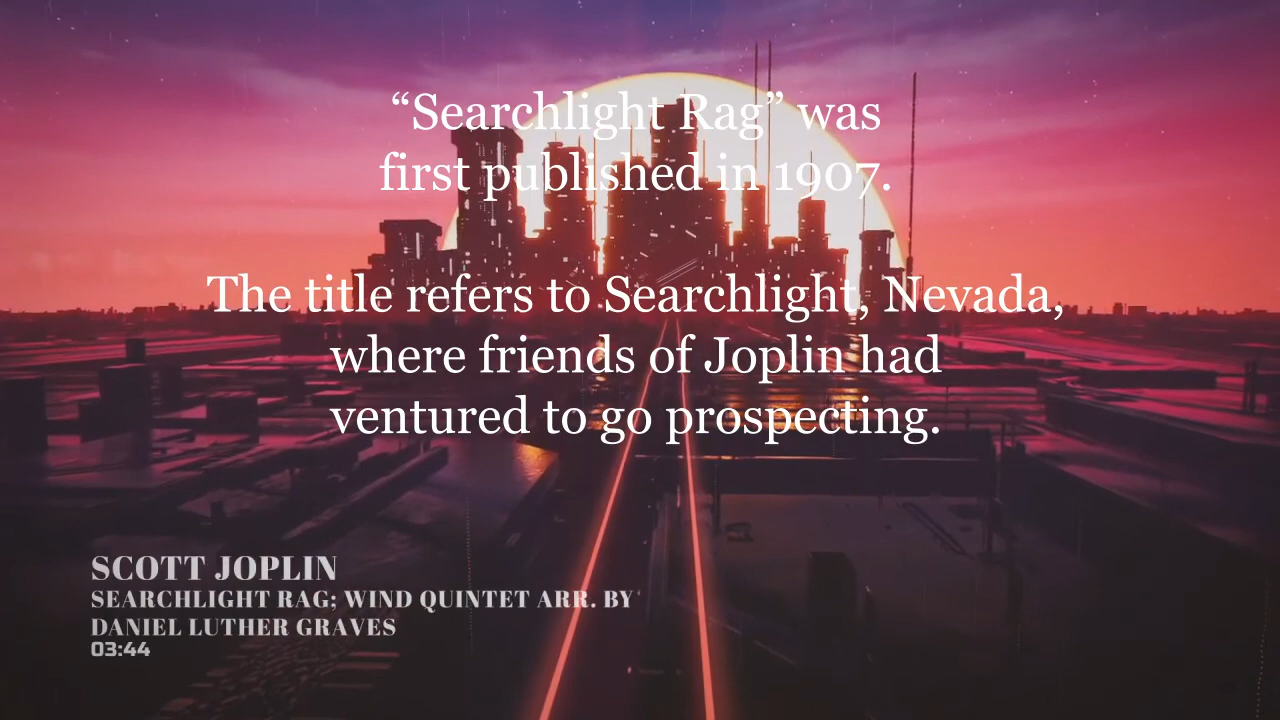 “Searchlight Rag” was
first published in 1907.
The title refers to Searchlight, Nevada,
where friends of Joplin had
ventured to go prospecting.
SCOTT JOPLIN
SEARCHLIGHT RAG; WIND QUINTET ARR. BY
DANIEL LUTHER GRAVES
03:44